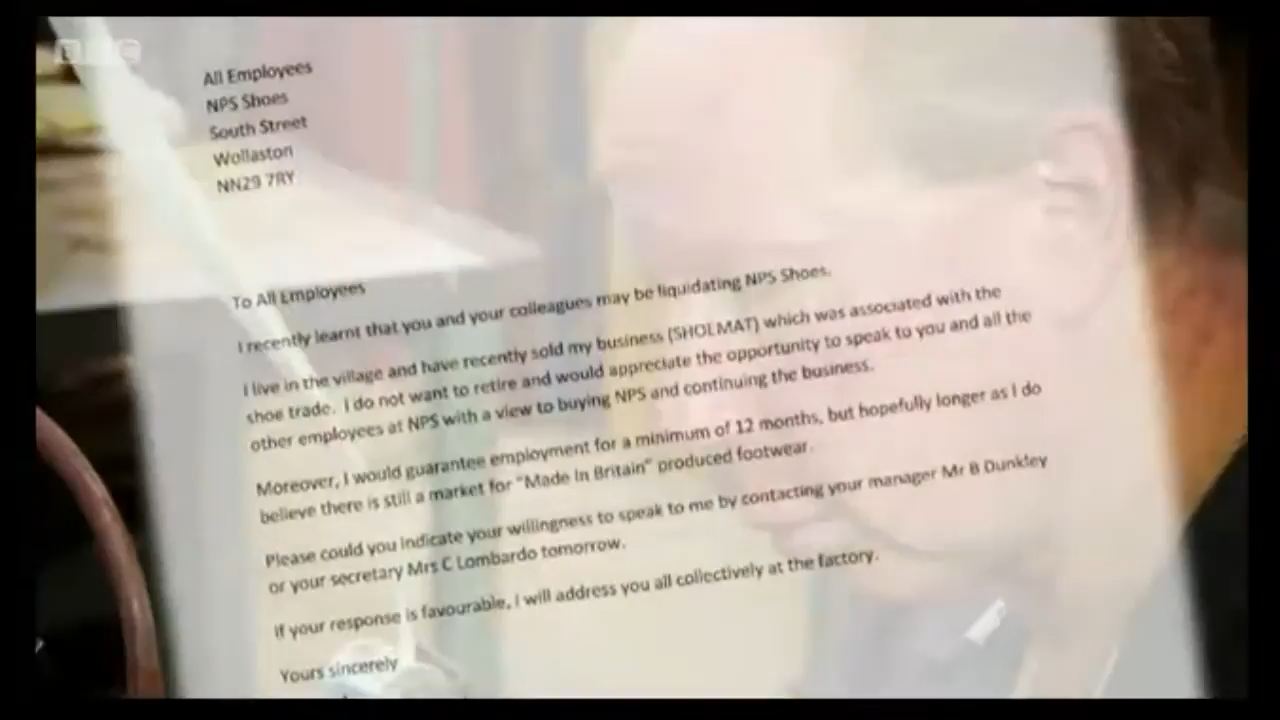 BBC
All Employees
NPS Shoes
South Street
Wollaston
NN29 7RY
To All Employees
I recently learnt that you and your colleagues may be liquidating NPS Shoes.
I live in the village and have recently sold my business (SHOLMAT) which was associated with the
shoe trade. I do not want to retire and would appreciate the opportunity to speak to you and all the
other employees at NPS with a view to buying NPS and continuing the business.
Moreover, I would guarantee employment for a minimum of 12 months, but hopefully longer as I do
believe there is still a market for "Made In Britain" produced footwear.
Please could you indicate your willingness to speak to me by contacting your manager Mr B Dunkley
or your secretary Mrs C Lombardo tomorrow.
If your response is favourable, I will address you all collectively at the factory.
Yours sincerely